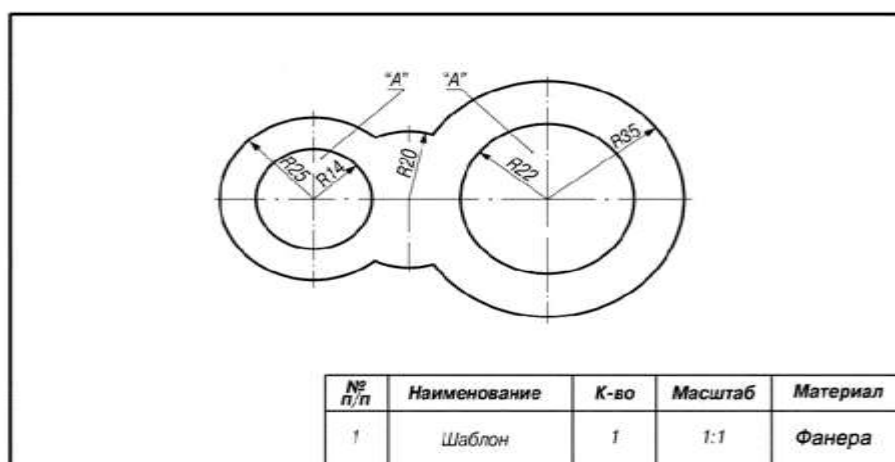 "А" "А"
R25
R14
R20
R22
R35
№ п/п Наименование К-во Масштаб Материал
1 Шаблон 1 1:1 Фанера